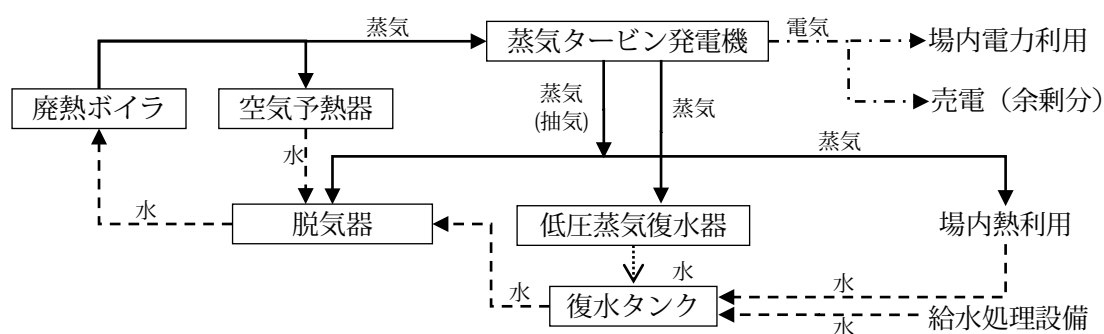 蒸気
蒸気タービン発電機
電気
場内電力利用
廃熱ボイラ
空気予熱器
蒸気
(抽気)
蒸気
売電（余剰分）
水
蒸気
水
脱気器
低圧蒸気復水器
場内熱利用
水
水
復水タンク
水
給水処理設備
水